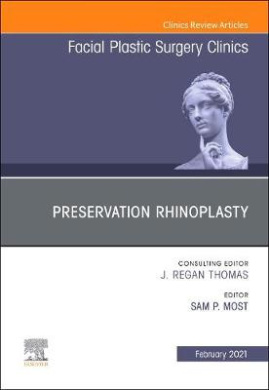 Clinics Review Articles
Facial Plastic Surgery Clinics
PRESERVATION RHINOPLASTY
CONSULTING EDITOR
J. REGAN THOMAS
EDITOR
SAM P. MOST
ELSEVIER
February 2021